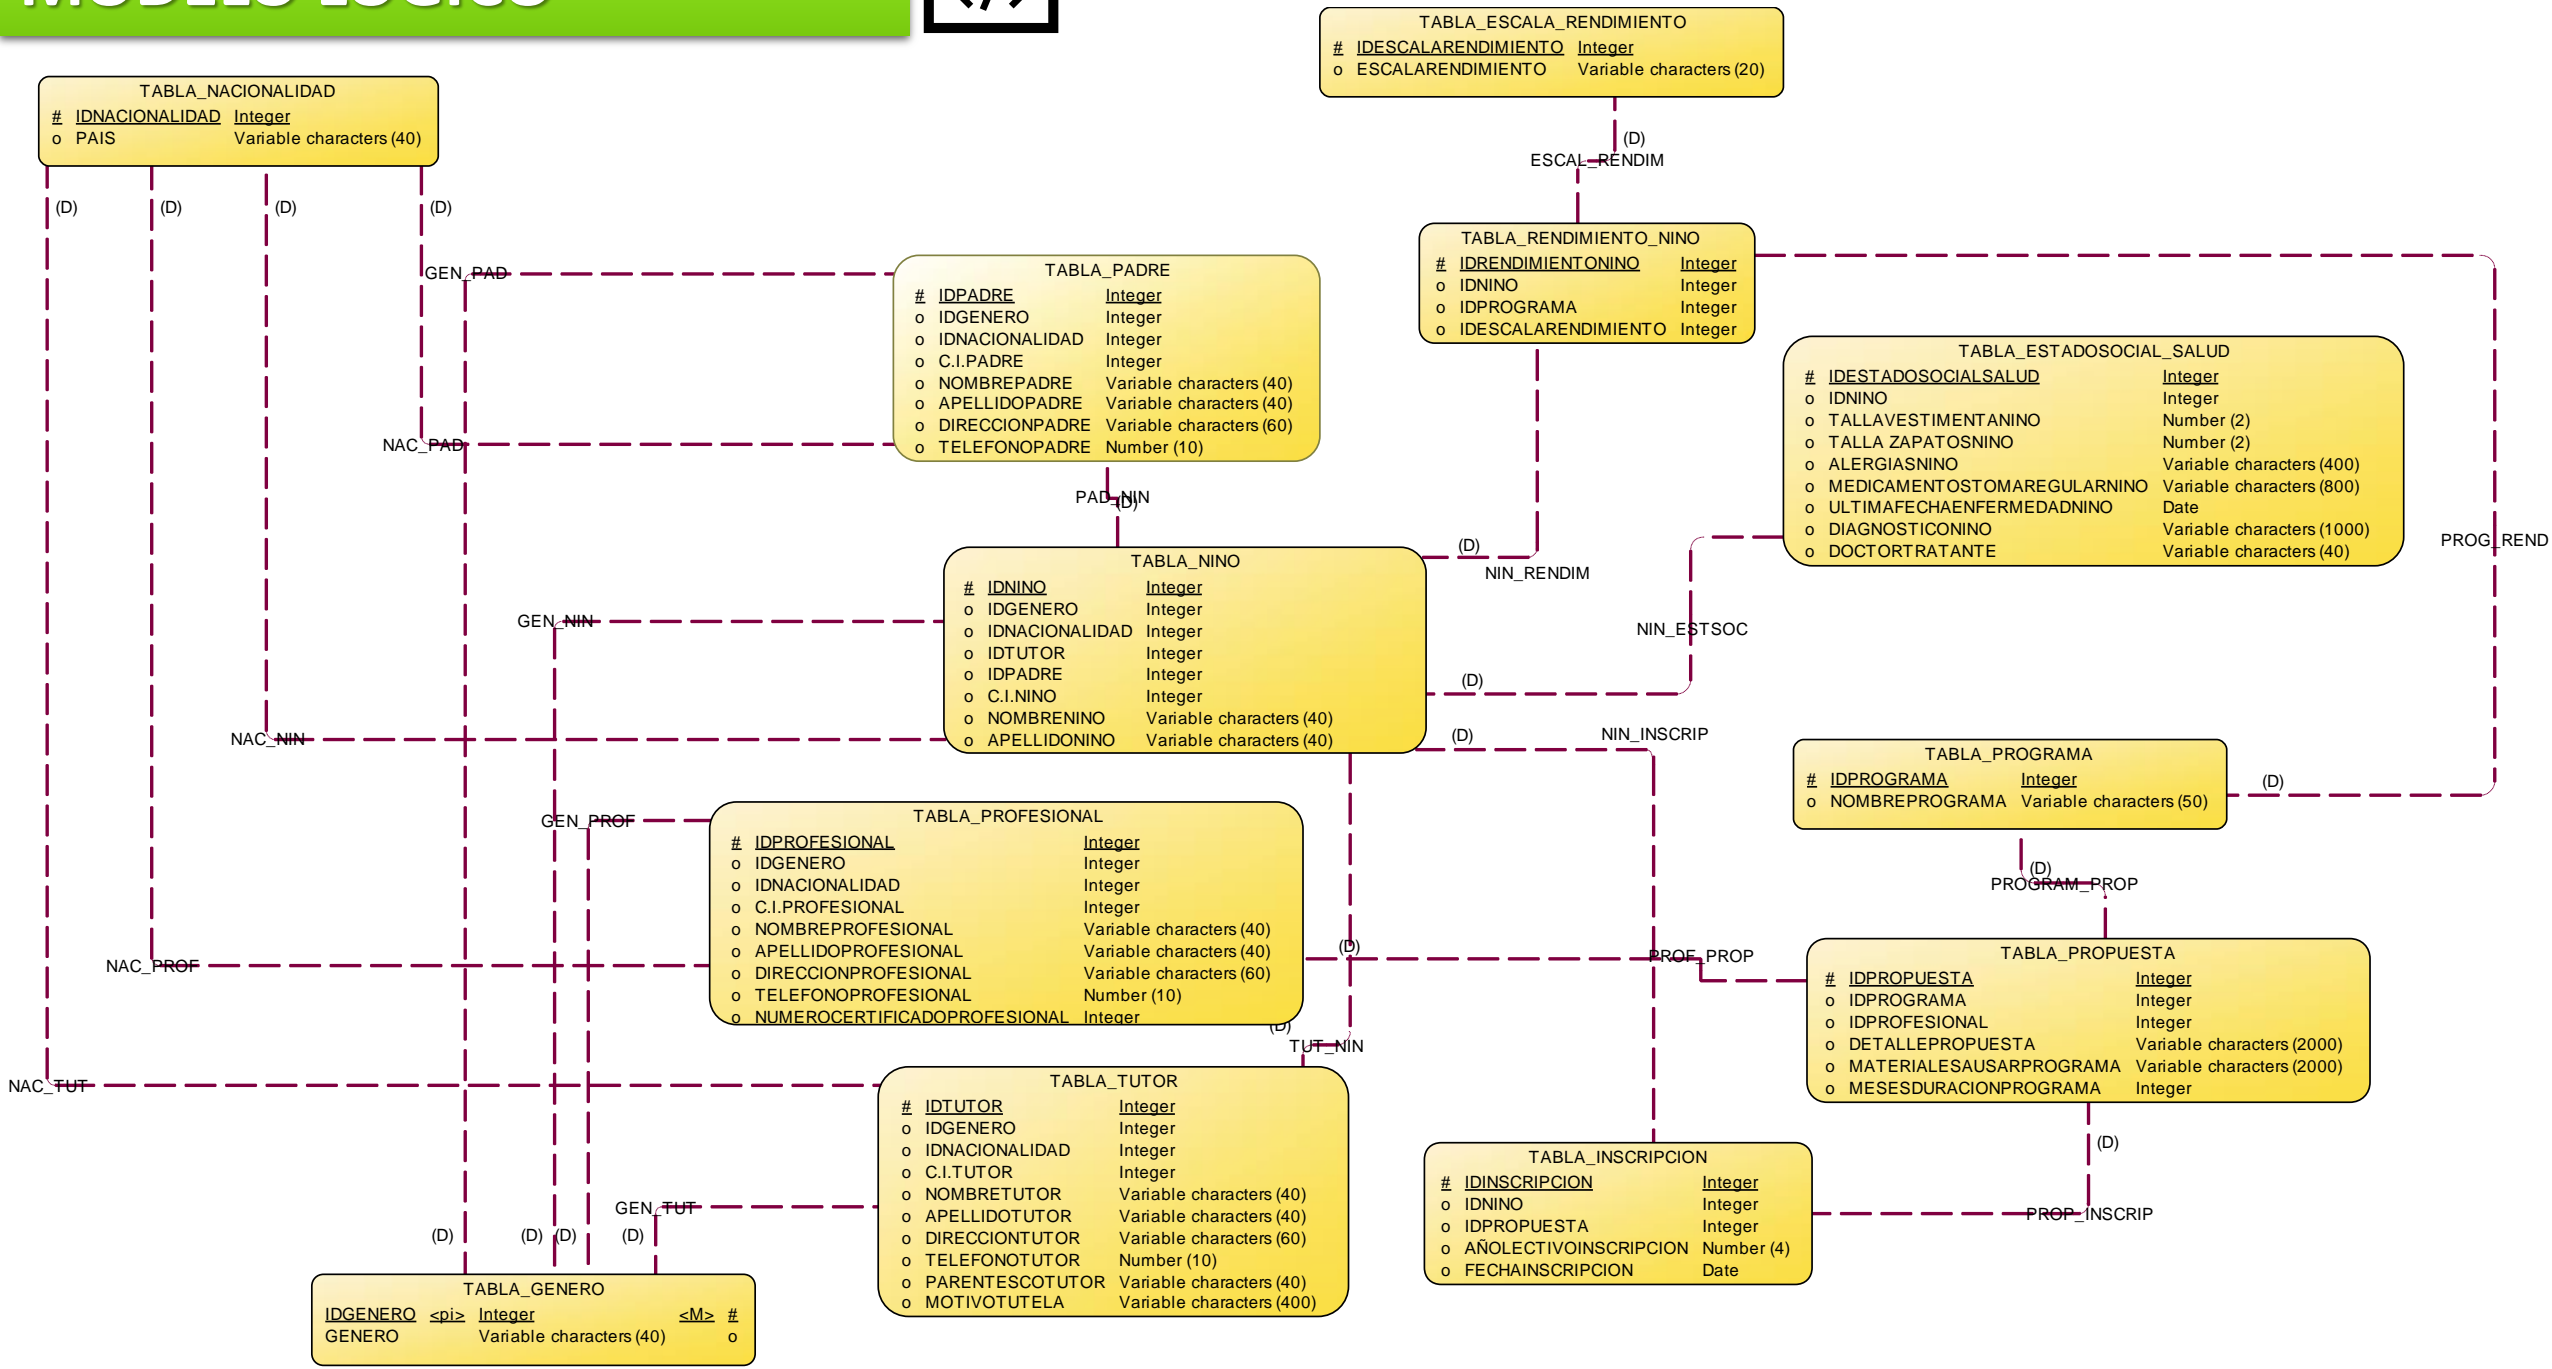 MODELO LOGICO
</>
TABLA_ESCALA_RENDIMIENTO
# IDESCALARENDIMIENTO Integer
o ESCALARENDIMIENTO Variable characters (20)
(D)
ESCAL_RENDIM
TABLA_NACIONALIDAD
# IDNACIONALIDAD Integer
o PAIS Variable characters (40)
(D) (D) (D) (D)
TABLA_RENDIMIENTO_NINO
# IDRENDIMIENTONINO Integer
o IDNINO Integer
o IDPROGRAMA Integer
o IDESCALARENDIMIENTO Integer
GEN_PAD
NAC_PAD
TABLA_PADRE
# IDPADRE Integer
o IDGENERO Integer
o IDNACIONALIDAD Integer
o C.I.PADRE Integer
o NOMBREPADRE Variable characters (40)
o APELLIDOPADRE Variable characters (40)
o DIRECCIONPADRE Variable characters (60)
o TELEFONOPADRE Number (10)
PAD_NIN
(D)
TABLA_ESTADOSOCIAL_SALUD
# IDESTADOSOCIALSALUD Integer
o IDNINO Integer
o TALLAVESTIMENTANINO Number (2)
o TALLA ZAPATOSNINO Number (2)
o ALERGIASNINO Variable characters (400)
o MEDICAMENTOSTOMAREGULARNINO Variable characters (800)
o ULTIMAFECHAENFERMEDADNINO Date
o DIAGNOSTICONINO Variable characters (1000)
o DOCTORTRATANTE Variable characters (40)
PROG_REND
(D)
NIN_RENDIM
NIN_ESTSOC
(D)
GEN_NIN
NAC_NIN
TABLA_NINO
# IDNINO Integer
o IDGENERO Integer
o IDNACIONALIDAD Integer
o IDTUTOR Integer
o IDPADRE Integer
o C.I.NINO Integer
o NOMBRENINO Variable characters (40)
o APELLIDONINO Variable characters (40)
(D)
NIN_INSCRIP
TABLA_PROGRAMA
# IDPROGRAMA Integer
o NOMBREPROGRAMA Variable characters (50)
(D)
(D)
PROGRAM_PROP
GEN_PROF
NAC_PROF
TABLA_PROFESIONAL
# IDPROFESIONAL Integer
o IDGENERO Integer
o IDNACIONALIDAD Integer
o C.I.PROFESIONAL Integer
o NOMBREPROFESIONAL Variable characters (40)
o APELLIDOPROFESIONAL Variable characters (40)
o DIRECCIONPROFESIONAL Variable characters (60)
o TELEFONOPROFESIONAL Number (10)
o NUMEROCERTIFICADOPROFESIONAL Integer
(D)
PROF_PROP
(D)
TUT_NIN
TABLA_PROPUESTA
# IDPROPUESTA Integer
o IDPROGRAMA Integer
o IDPROFESIONAL Integer
o DETALLEPROPUESTA Variable characters (2000)
o MATERIALESAUSARPROGRAMA Variable characters (2000)
o MESESDURACIONPROGRAMA Integer
(D)
PROP_INSCRIP
NAC_TUT
GEN_TUT
TABLA_TUTOR
# IDTUTOR Integer
o IDGENERO Integer
o IDNACIONALIDAD Integer
o C.I.TUTOR Integer
o NOMBRETUTOR Variable characters (40)
o APELLIDOTUTOR Variable characters (40)
o DIRECCIONTUTOR Variable characters (60)
o TELEFONOTUTOR Number (10)
o PARENTESCOTUTOR Variable characters (40)
o MOTIVOTUTELA Variable characters (400)
TABLA_INSCRIPCION
# IDINSCRIPCION Integer
o IDNINO Integer
o IDPROPUESTA Integer
o AÑOLECTIVOINSCRIPCION Number (4)
o FECHAINSCRIPCION Date
(D) (D) (D) (D)
TABLA_GENERO
IDGENERO <pi> Integer <M> #
GENERO Variable characters (40) o